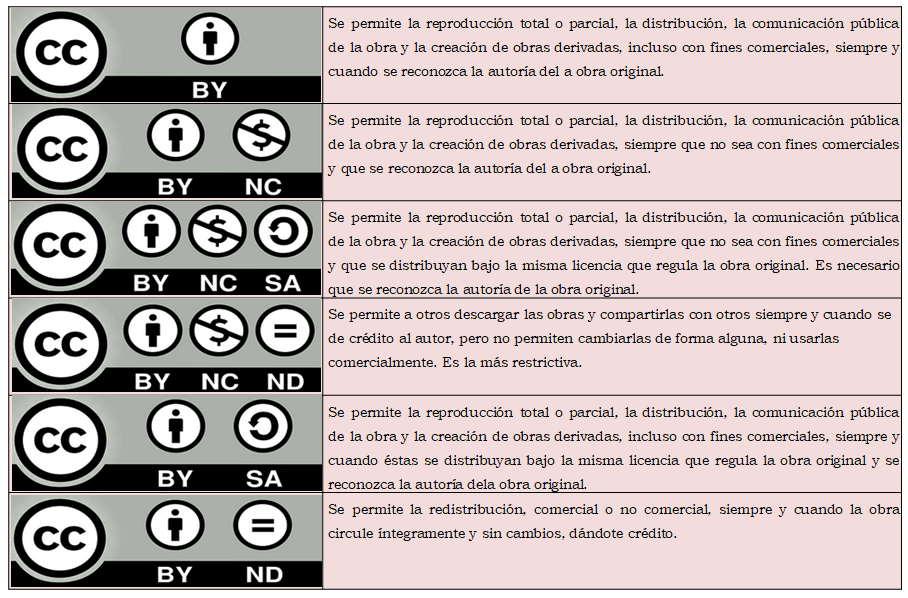 CC
BY
Se permite la reproducción total o parcial, la distribución, la comunicación pública
de la obra y la creación de obras derivadas, incluso con fines comerciales, siempre y
cuando se reconozca la autoría del a obra original.
CC $
BY NC
Se permite la reproducción total o parcial, la distribución, la comunicación pública
de la obra y la creación de obras derivadas, siempre que no sea con fines comerciales
y que se reconozca la autoría del a obra original.
CC $
BY NC SA
Se permite la reproducción total o parcial, la distribución, la comunicación pública
de la obra y la creación de obras derivadas, siempre que no sea con fines comerciales
y que se distribuyan bajo la misma licencia que regula la obra original. Es necesario
que se reconozca la autoría de la obra original.
CC $ =
BY NC ND
Se permite a otros descargar las obras y compartirlas con otros siempre y cuando se
de crédito al autor, pero no permiten cambiarlas de forma alguna, ni usarlas
comercialmente. Es la más restrictiva.
CC
BY SA
Se permite la reproducción total o parcial, la distribución, la comunicación pública
de la obra y la creación de obras derivadas, incluso con fines comerciales, siempre y
cuando éstas se distribuyan bajo la misma licencia que regula la obra original y se
reconozca la autoría dela obra original.
CC =
BY ND
Se permite la redistribución, comercial o no comercial, siempre y cuando la obra
circule íntegramente y sin cambios, dándote crédito.